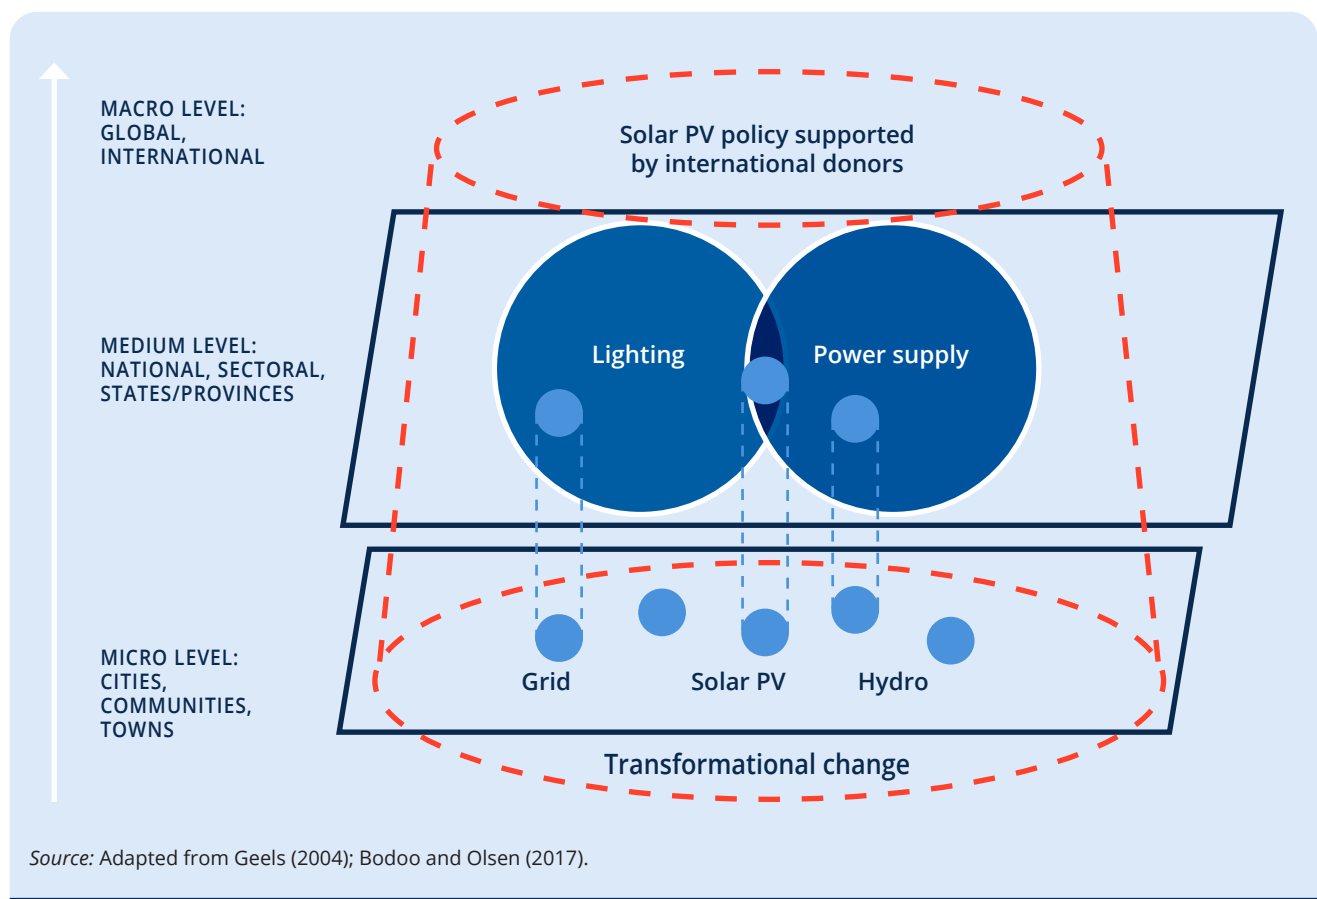 MACRO LEVEL:
GLOBAL,
INTERNATIONAL
Solar PV policy supported
by international donors
MEDIUM LEVEL:
NATIONAL, SECTORAL,
STATES/PROVINCES
Lighting
Power supply
MICRO LEVEL:
CITIES,
COMMUNITIES,
TOWNS
Grid
Solar PV
Hydro
Transformational change
Source: Adapted from Geels (2004); Bodoo and Olsen (2017).